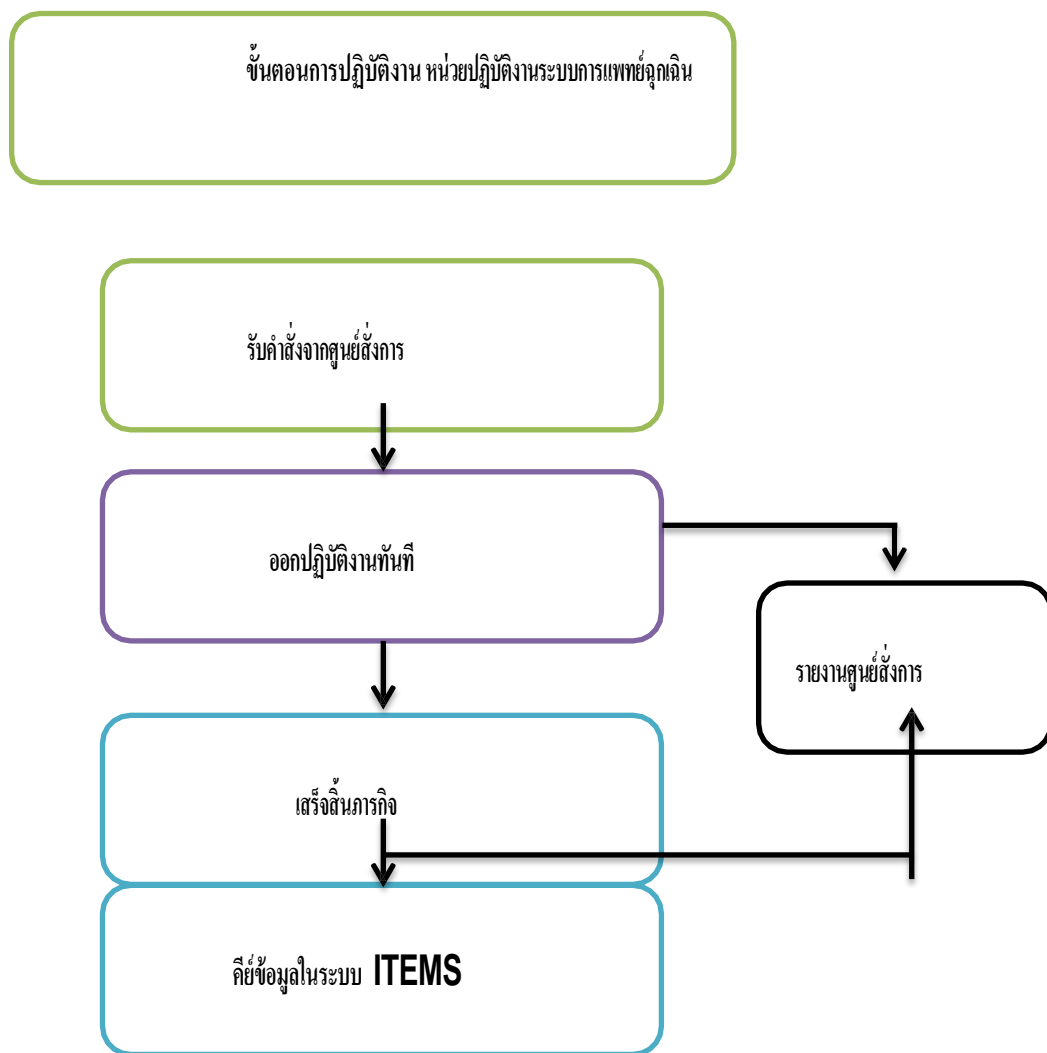 ขั้นตอนการปฏิบัติงาน หน่วยปฏิบัติงานระบบการแพทย์ฉุกเฉิน
รับคำสั่งจากศูนย์สั่งการ
ออกปฏิบัติงานทันที
รายงานศูนย์สั่งการ
เสร็จสิ้นภารกิจ
คีย์ข้อมูลในระบบ ITEMS